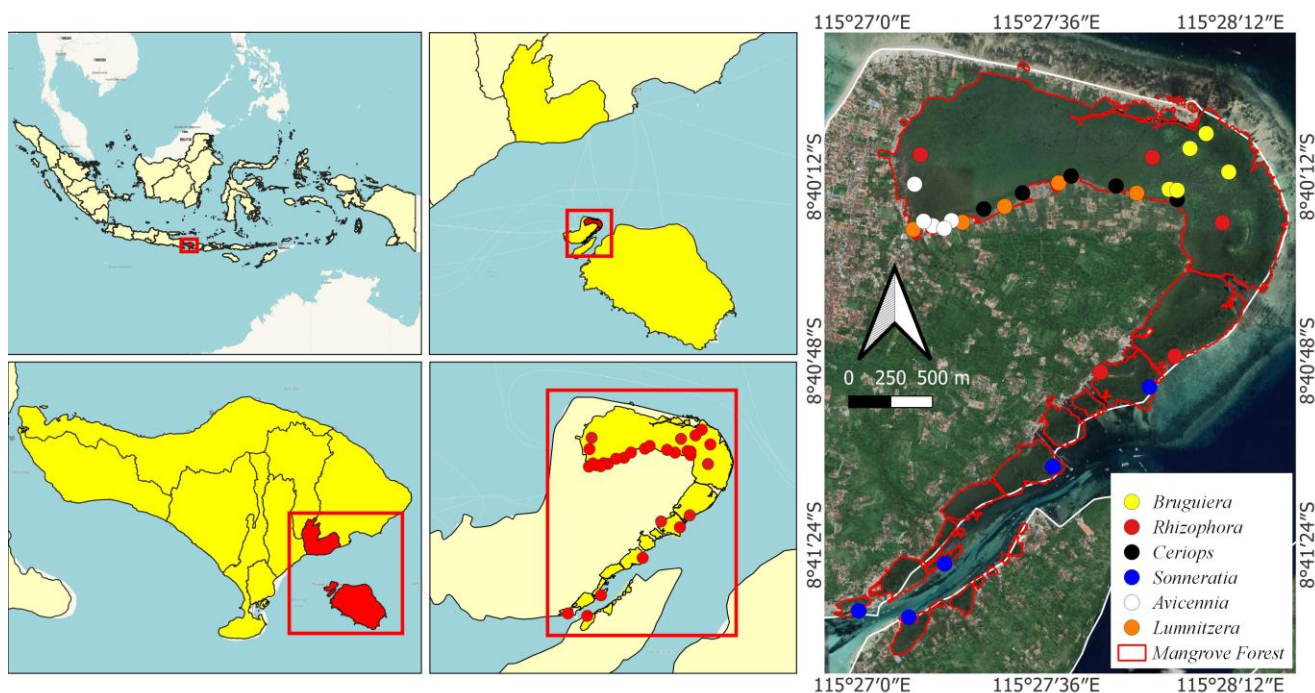 115°27′0″E 115°27′36″E 115°28′12″E
8°40′12″S 8°40′12″S
8°40′48″S 8°40′48″S
0 250 500 m
8°41′24″S 8°41′24″S
Bruguiera
Rhizophora
Ceriops
Sonneratia
Avicennia
Lumnitzera
Mangrove Forest
115°27′0″E 115°27′36″E 115°28′12″E